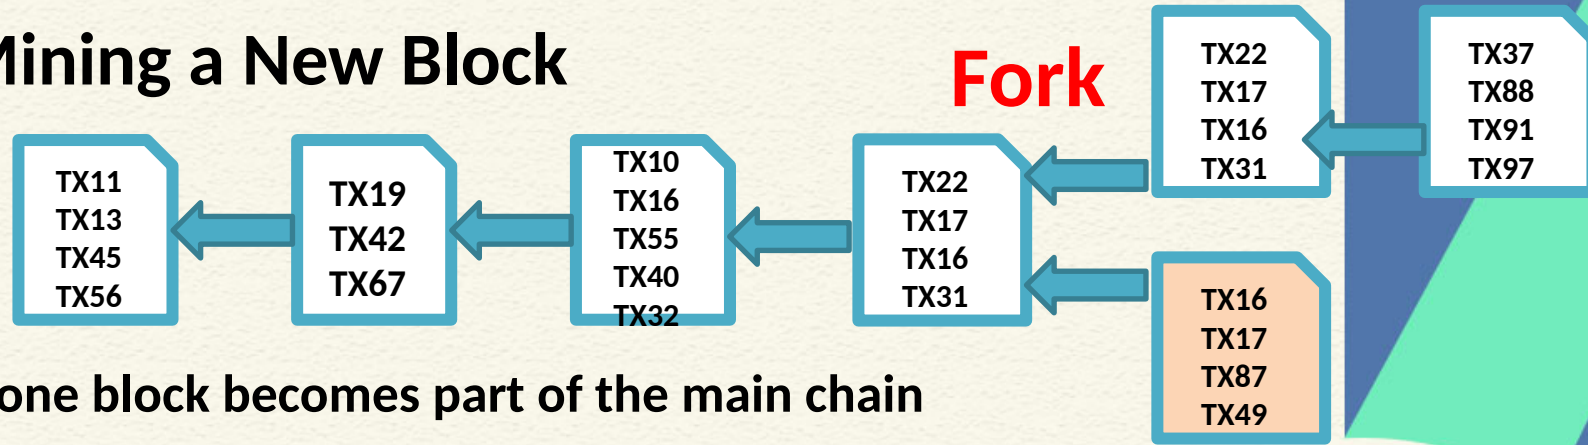 Mining a New Block
Fork
TX11
TX13
TX45
TX56
TX19
TX42
TX67
TX10
TX16
TX55
TX40
TX32
TX22
TX17
TX16
TX31
TX22
TX17
TX16
TX31
TX37
TX88
TX91
TX97
TX16
TX17
TX87
TX49
one block becomes part of the main chain